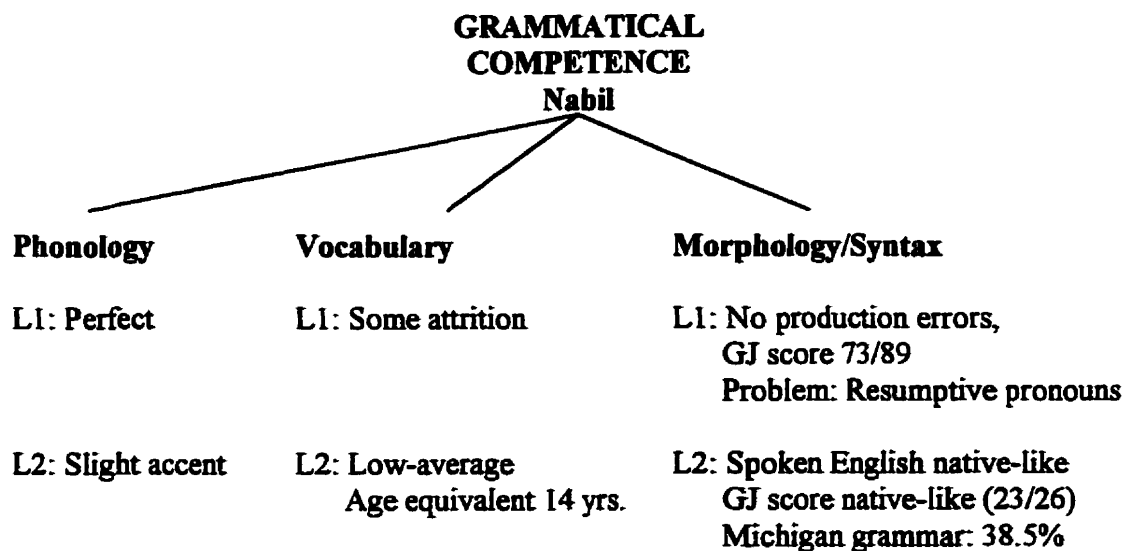 GRAMMATICAL
COMPETENCE
Nabil
Phonology
L1: Perfect
L2: Slight accent
Vocabulary
L1: Some attrition
L2: Low-average
Age equivalent 14 yrs.
Morphology/Syntax
L1: No production errors,
GJ score 73/89
Problem: Resumptive pronouns
L2: Spoken English native-like
GJ score native-like (23/26)
Michigan grammar: 38.5%